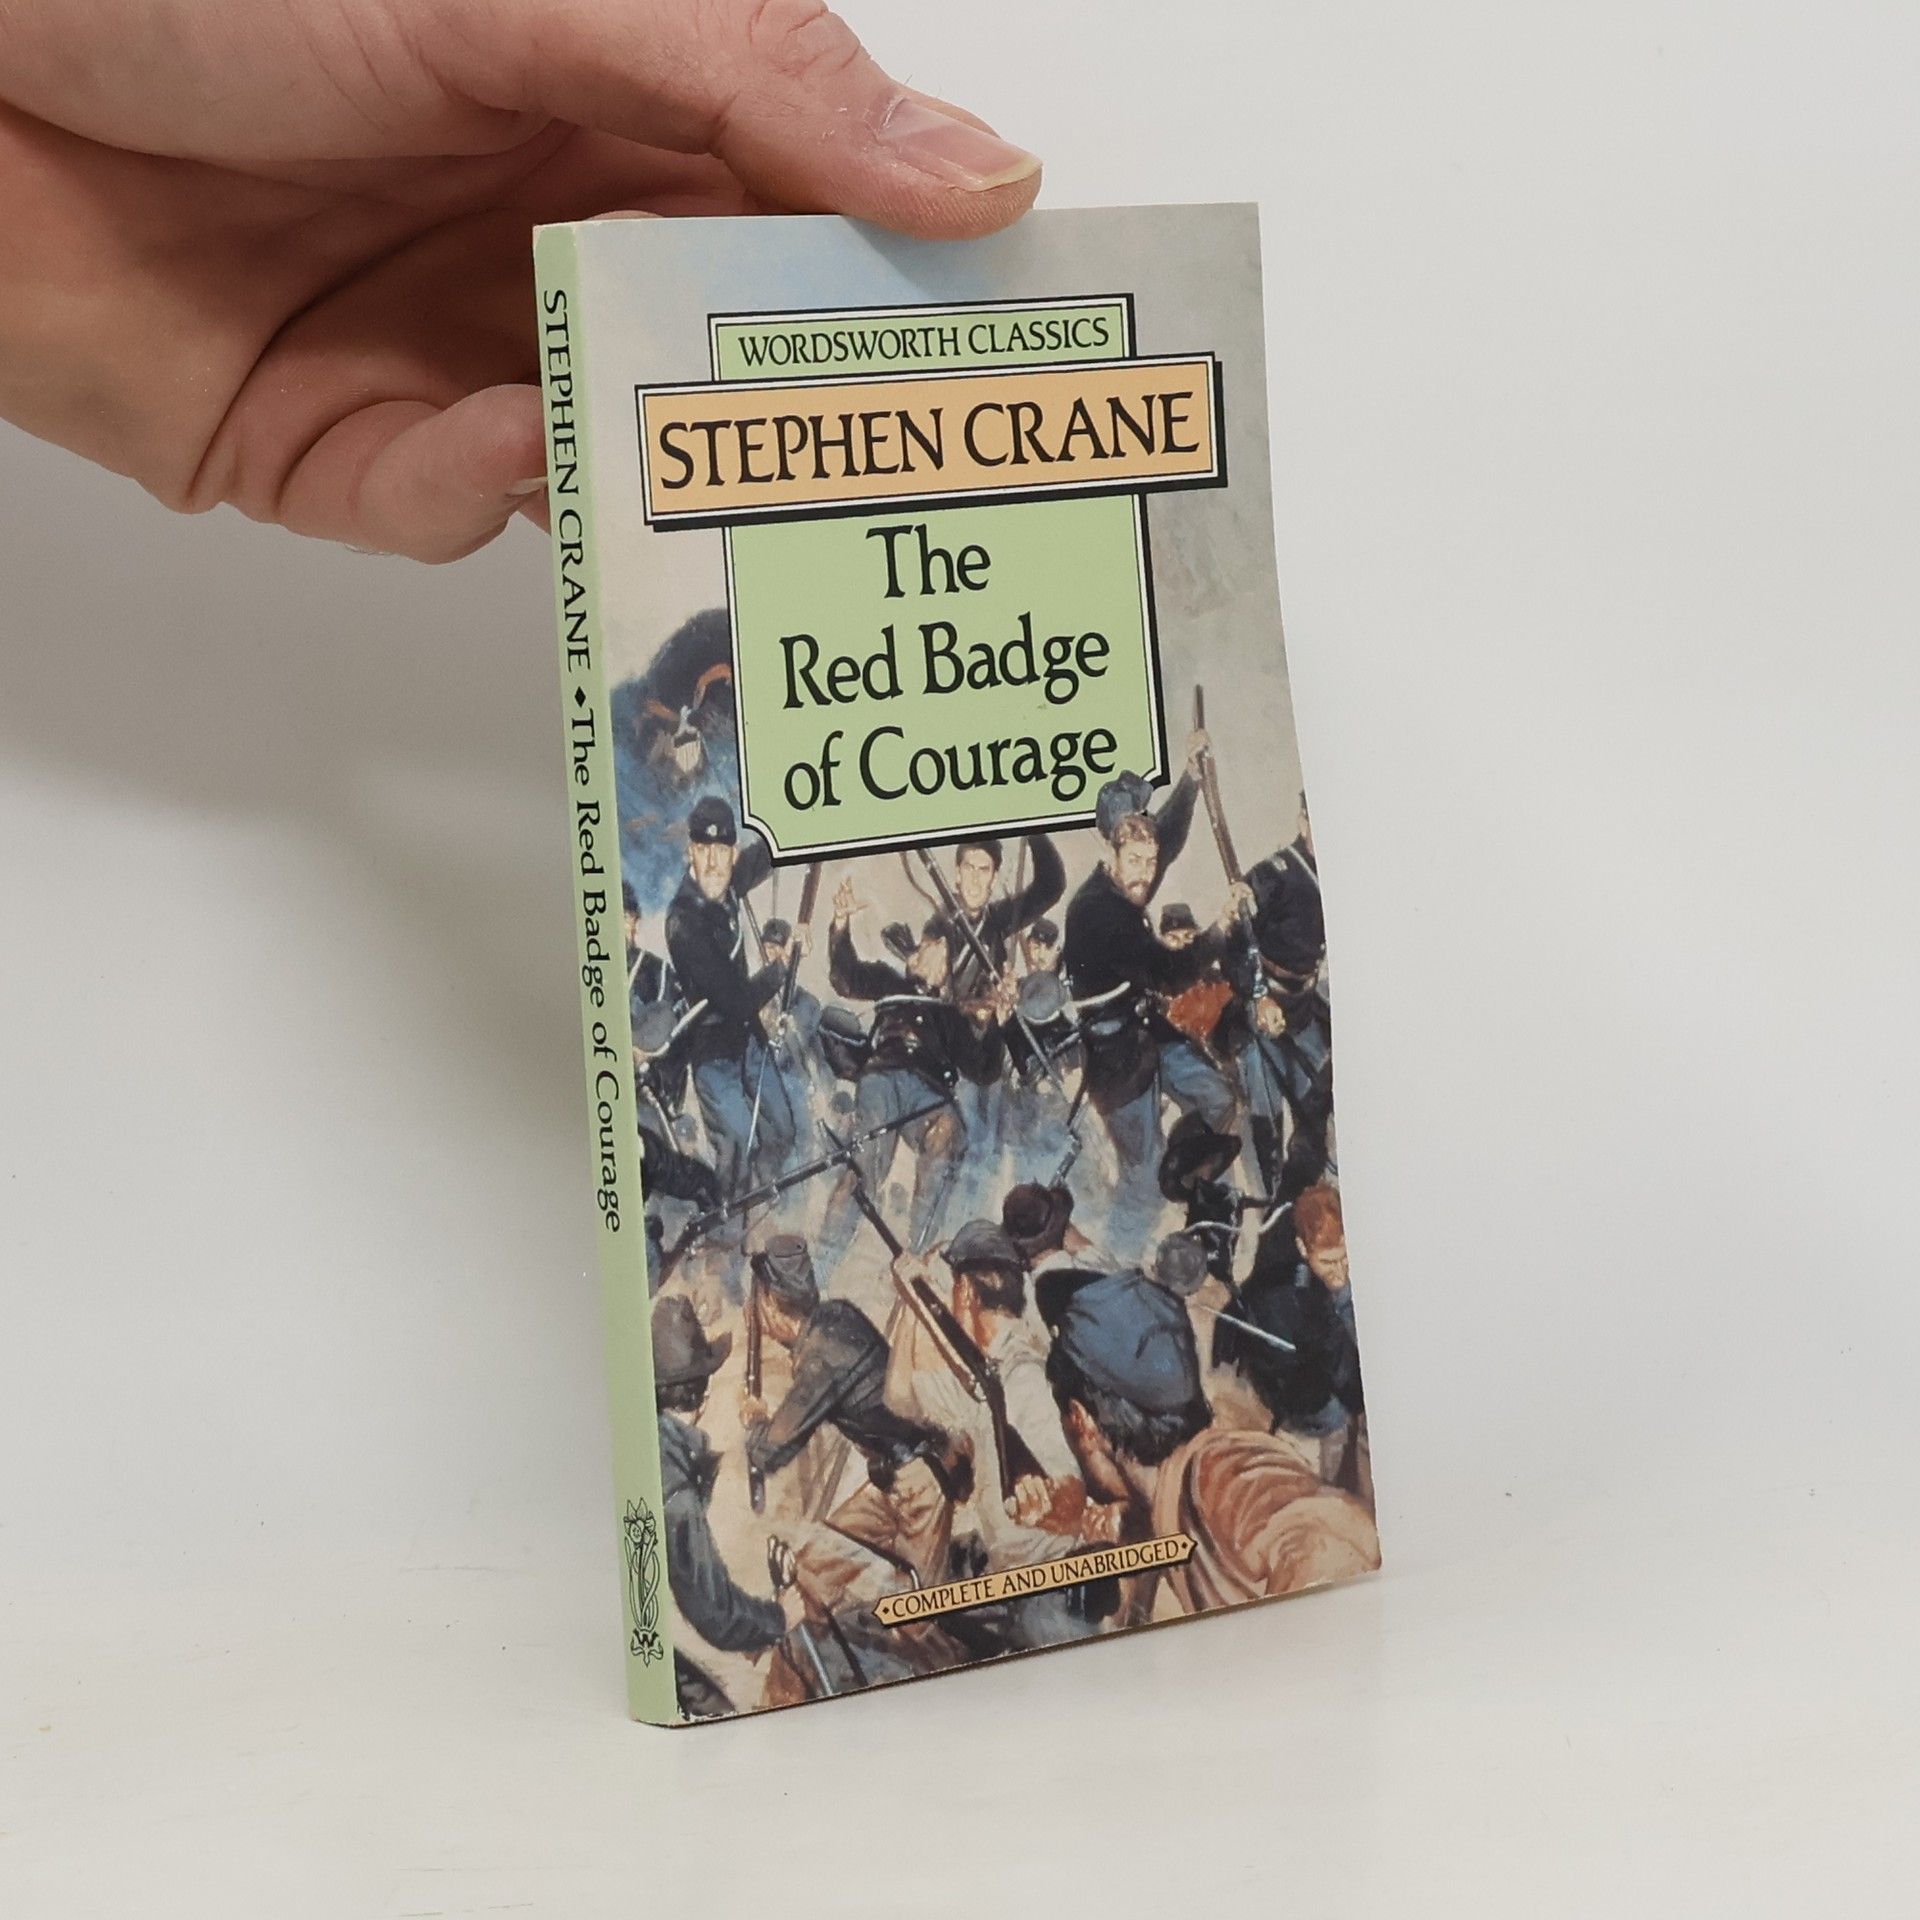 WORDSWORTH CLASSICS
STEPHEN CRANE
The
Red Badge
of Courage
COMPLETE AND UNABRIDGED
STEPHEN CRANE ♦ The Red Badge of Courage
W